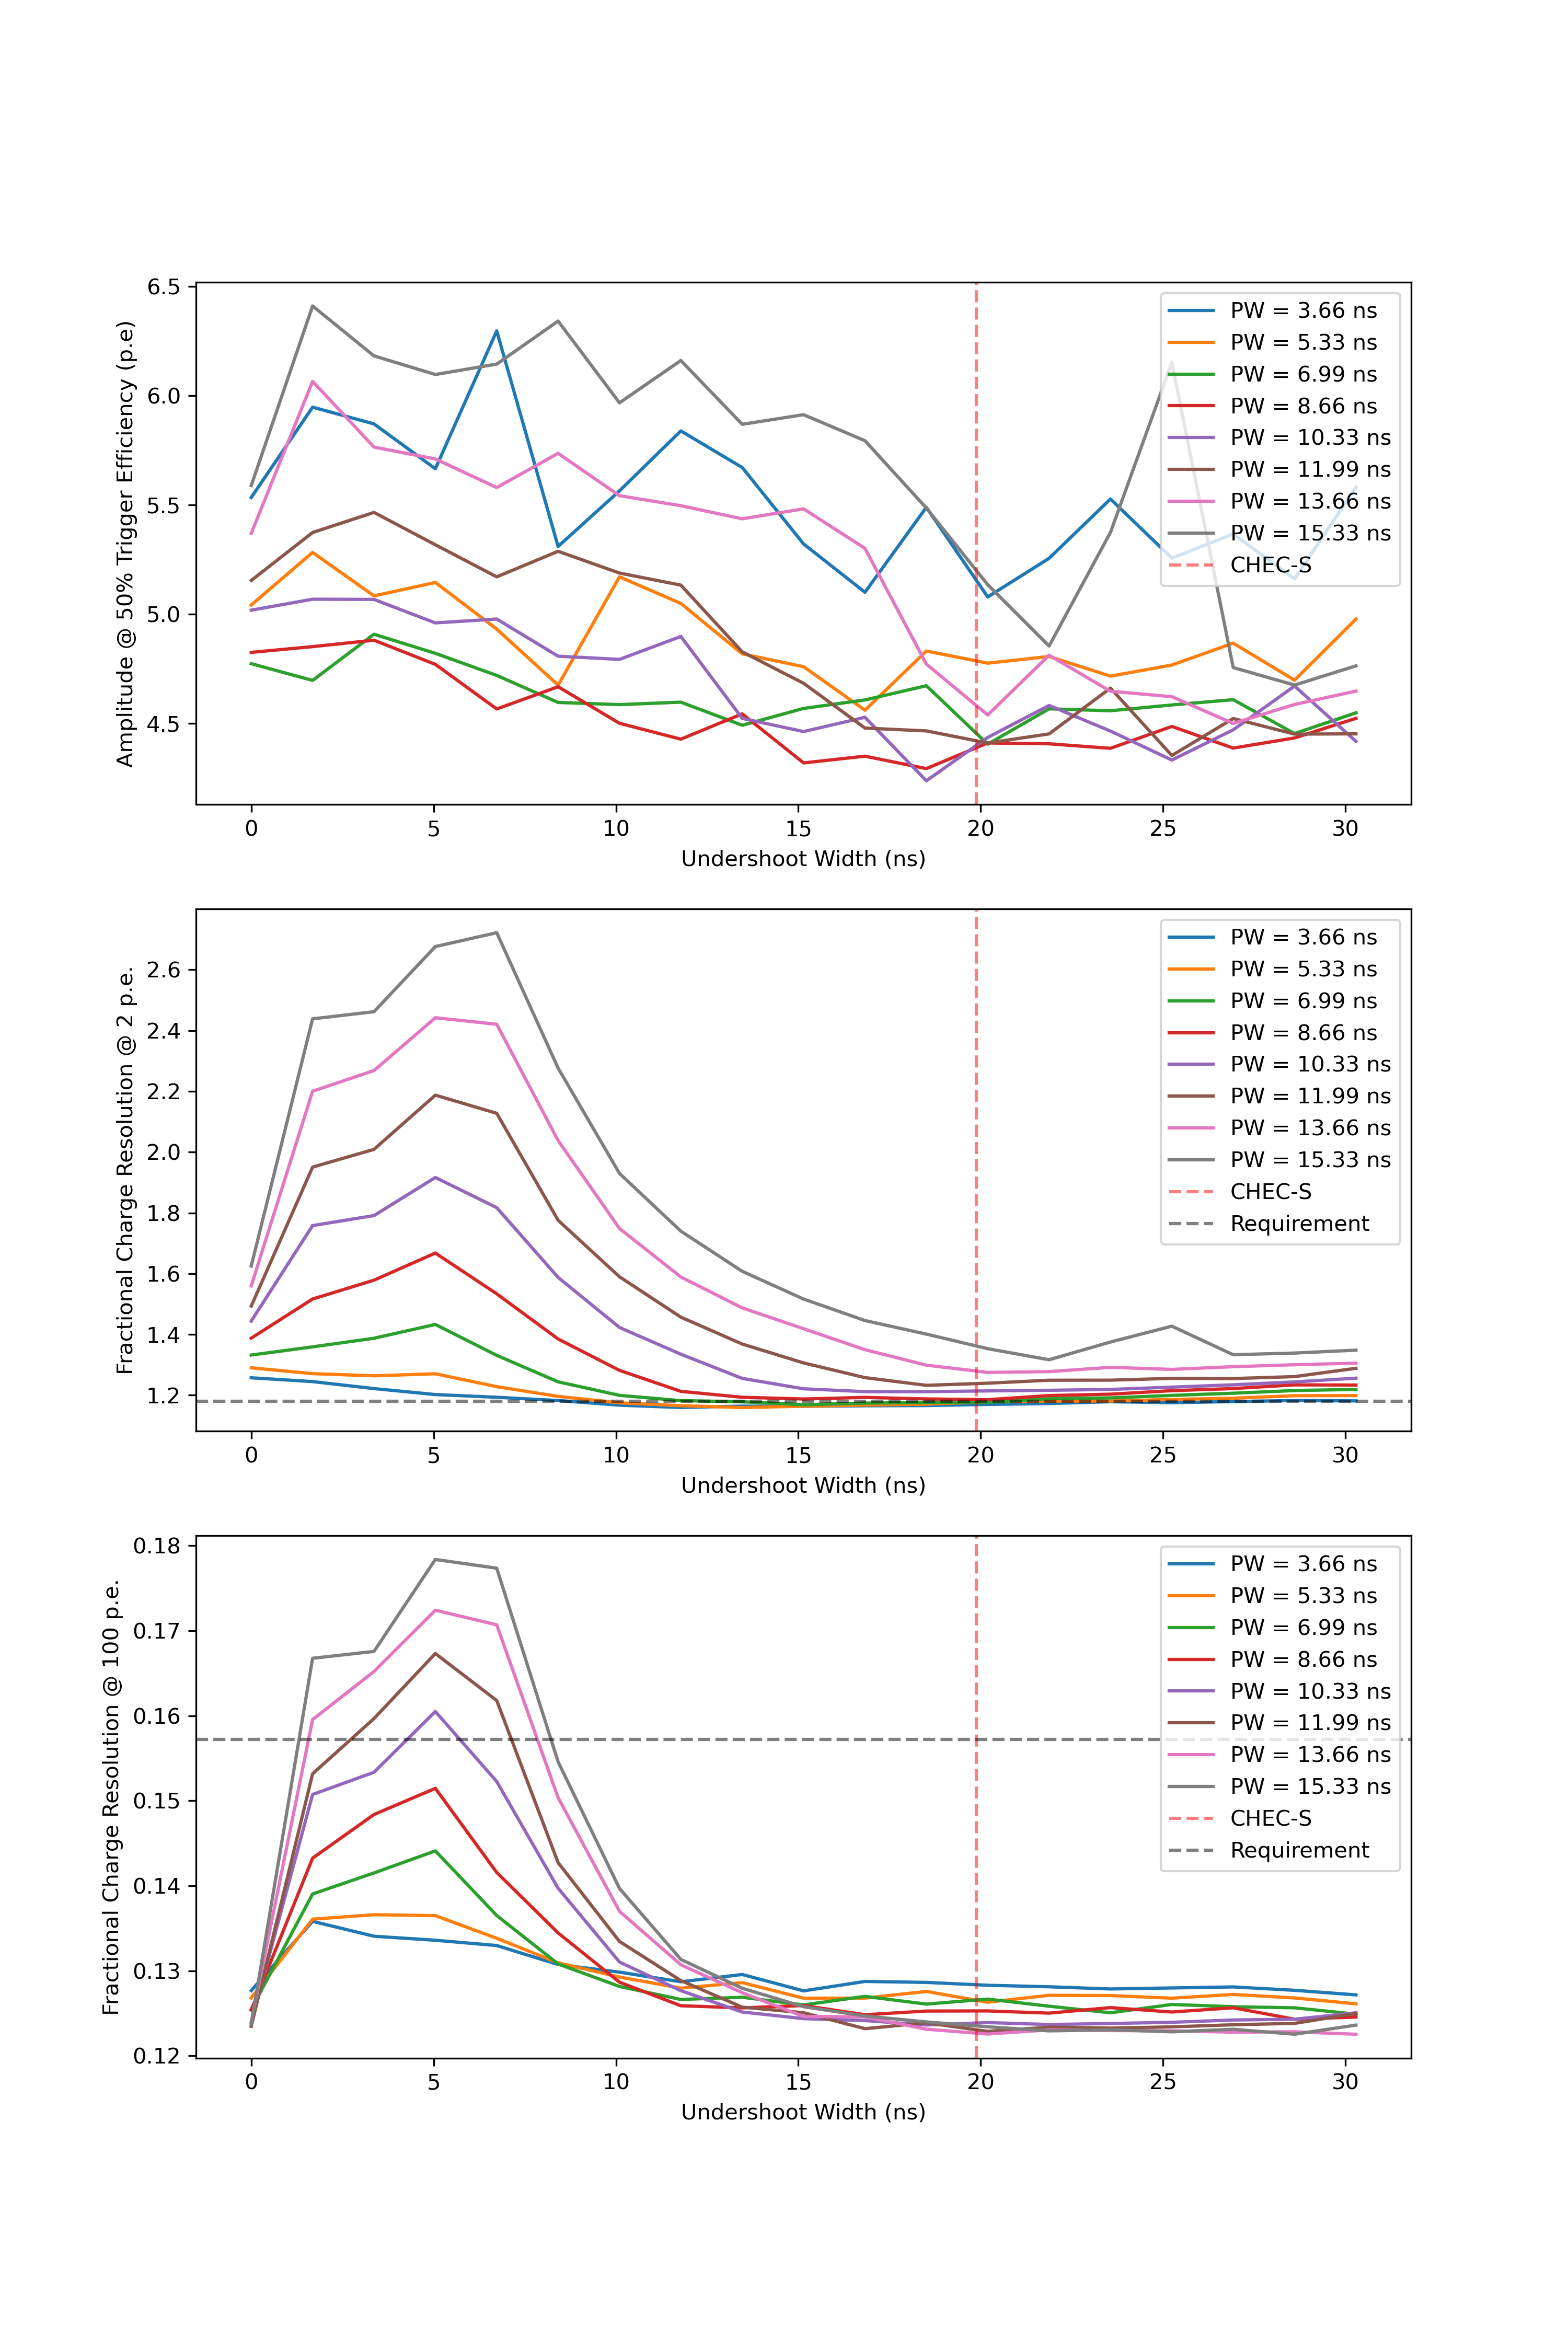 6.5
6.0
5.5
5.0
4.5
Amplitude @ 50% Trigger Efficiency (p.e)
0 5 10 15 20 25 30
Undershoot Width (ns)
PW = 3.66 ns
PW = 5.33 ns
PW = 6.99 ns
PW = 8.66 ns
PW = 10.33 ns
PW = 11.99 ns
PW = 13.66 ns
PW = 15.33 ns
CHEC-S
2.6
2.4
2.2
2.0
1.8
1.6
1.4
1.2
Fractional Charge Resolution @ 2 p.e.
0 5 10 15 20 25 30
Undershoot Width (ns)
PW = 3.66 ns
PW = 5.33 ns
PW = 6.99 ns
PW = 8.66 ns
PW = 10.33 ns
PW = 11.99 ns
PW = 13.66 ns
PW = 15.33 ns
CHEC-S
Requirement
0.18
0.17
0.16
0.15
0.14
0.13
0.12
Fractional Charge Resolution @ 100 p.e.
0 5 10 15 20 25 30
Undershoot Width (ns)
PW = 3.66 ns
PW = 5.33 ns
PW = 6.99 ns
PW = 8.66 ns
PW = 10.33 ns
PW = 11.99 ns
PW = 13.66 ns
PW = 15.33 ns
CHEC-S
Requirement